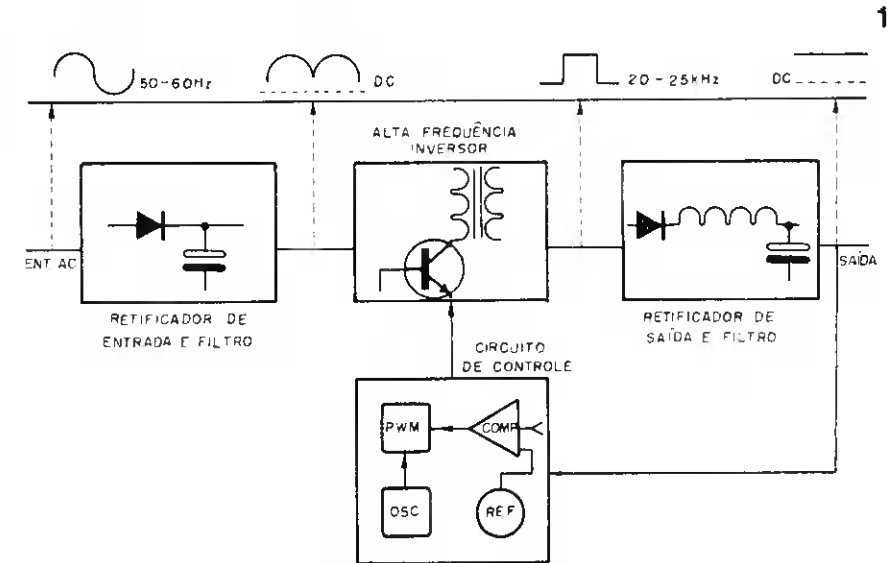 1
50-60Hz
DC
20-25kHz
DC
ALTA FREQUÊNCIA
INVERSOR
ENT AC
SAÍDA
RETIFICADOR DE
ENTRADA E FILTRO
RETIFICADOR DE
SAÍDA E FILTRO
CIRCUITO
DE CONTROLE
PWM
COMP
OSC
REF